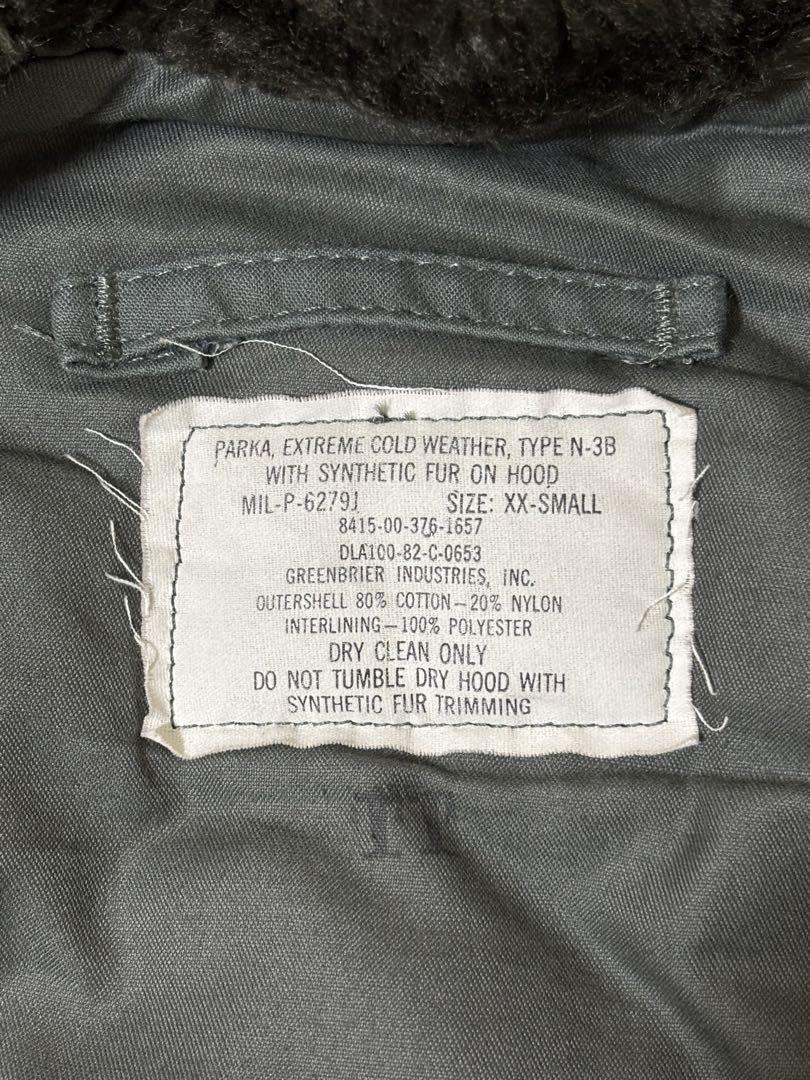 PARKA, EXTREME COLD WEATHER, TYPE N-3B
WITH SYNTHETIC FUR ON HOOD
MIL-P-6279J SIZE: XX-SMALL
8415-00-376-1657
DLA100-82-C-0653
GREENBRIER INDUSTRIES, INC.
OUTERSHELL 80% COTTON—20% NYLON
INTERLINING—100% POLYESTER
DRY CLEAN ONLY
DO NOT TUMBLE DRY HOOD WITH
SYNTHETIC FUR TRIMMING